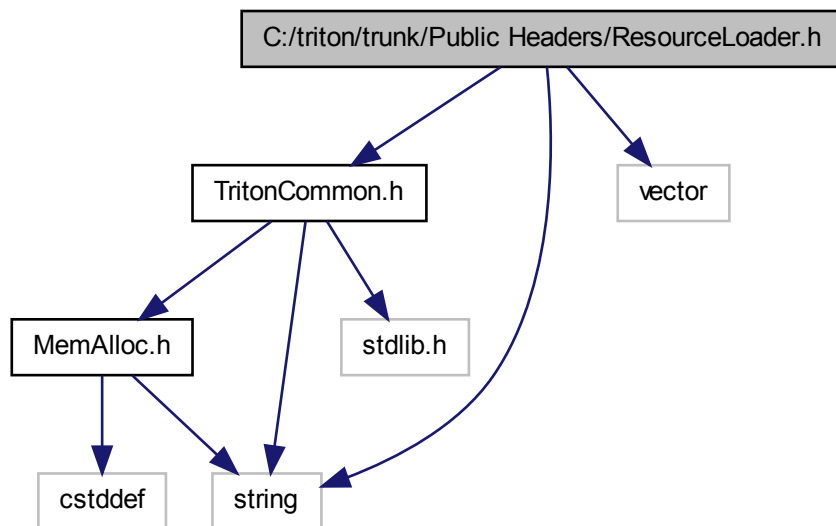 C:/triton/trunk/Public Headers/ResourceLoader.h
TritonCommon.h
vector
MemAlloc.h
stdlib.h
cstddef
string